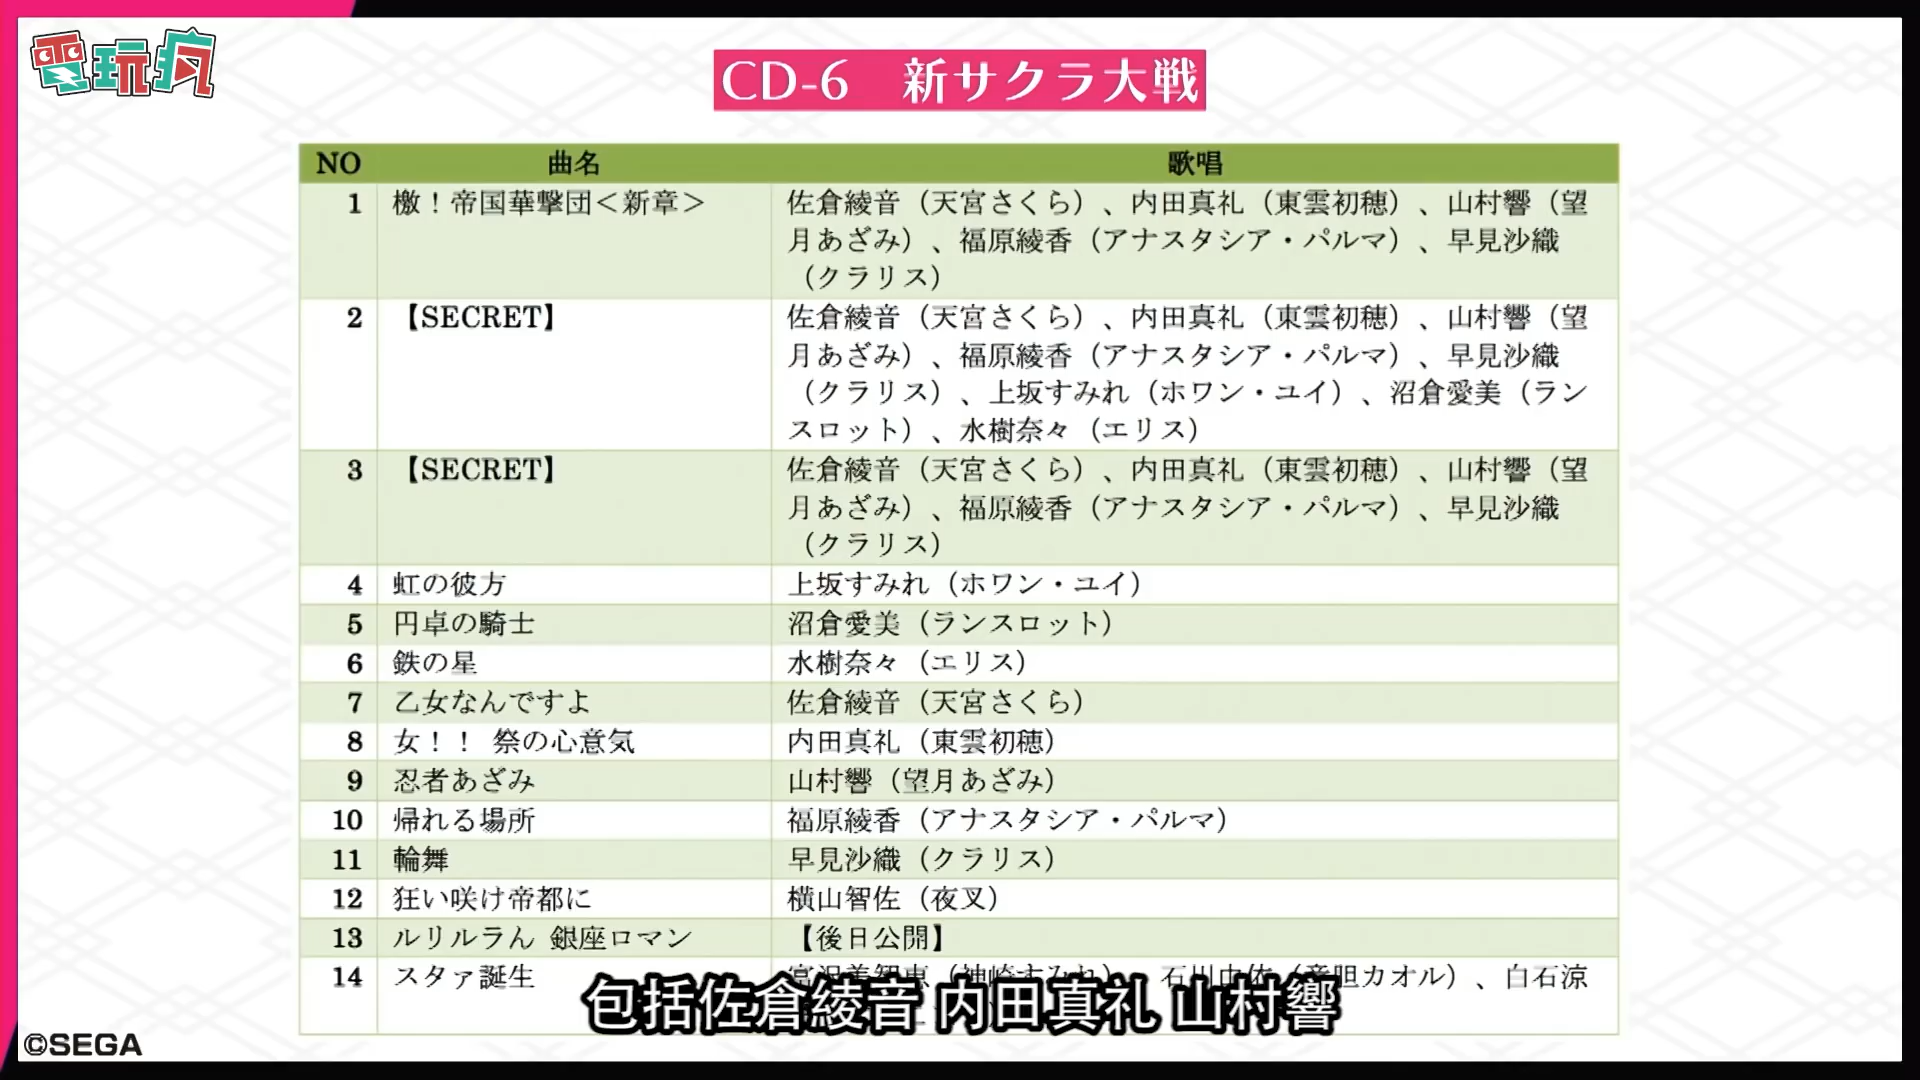 電玩瘋
CD-6 新サクラ大戦
NO 曲名 歌唱
1 檄！帝国華撃団＜新章＞ 佐倉綾音（天宮さくら）、内田真礼（東雲初穂）、山村響（望
月あざみ）、福原綾香（アナスタシア・パルマ）、早見沙織
（クラリス）
2 【SECRET】 佐倉綾音（天宮さくら）、内田真礼（東雲初穂）、山村響（望
月あざみ）、福原綾香（アナスタシア・パルマ）、早見沙織
（クラリス）、上坂すみれ（ホワン・ユイ）、沼倉愛美（ラン
スロット）、水樹奈々（エリス）
3 【SECRET】 佐倉綾音（天宮さくら）、内田真礼（東雲初穂）、山村響（望
月あざみ）、福原綾香（アナスタシア・パルマ）、早見沙織
（クラリス）
4 虹の彼方 上坂すみれ（ホワン・ユイ）
5 円卓の騎士 沼倉愛美（ランスロット）
6 鉄の星 水樹奈々（エリス）
7 乙女なんですよ 佐倉綾音（天宮さくら）
8 女！！ 祭の心意気 内田真礼（東雲初穂）
9 忍者あざみ 山村響（望月あざみ）
10 帰れる場所 福原綾香（アナスタシア・パルマ）
11 輪舞 早見沙織（クラリス）
12 狂い咲け帝都に 横山智佐（夜叉）
13 ルリルラん 銀座ロマン 【後日公開】
14 スタァ誕生 富沢美智恵（神崎すみれ）、石川由依（竜胆カオル）、白石涼
包括佐倉綾音 内田真礼 山村響
©SEGA